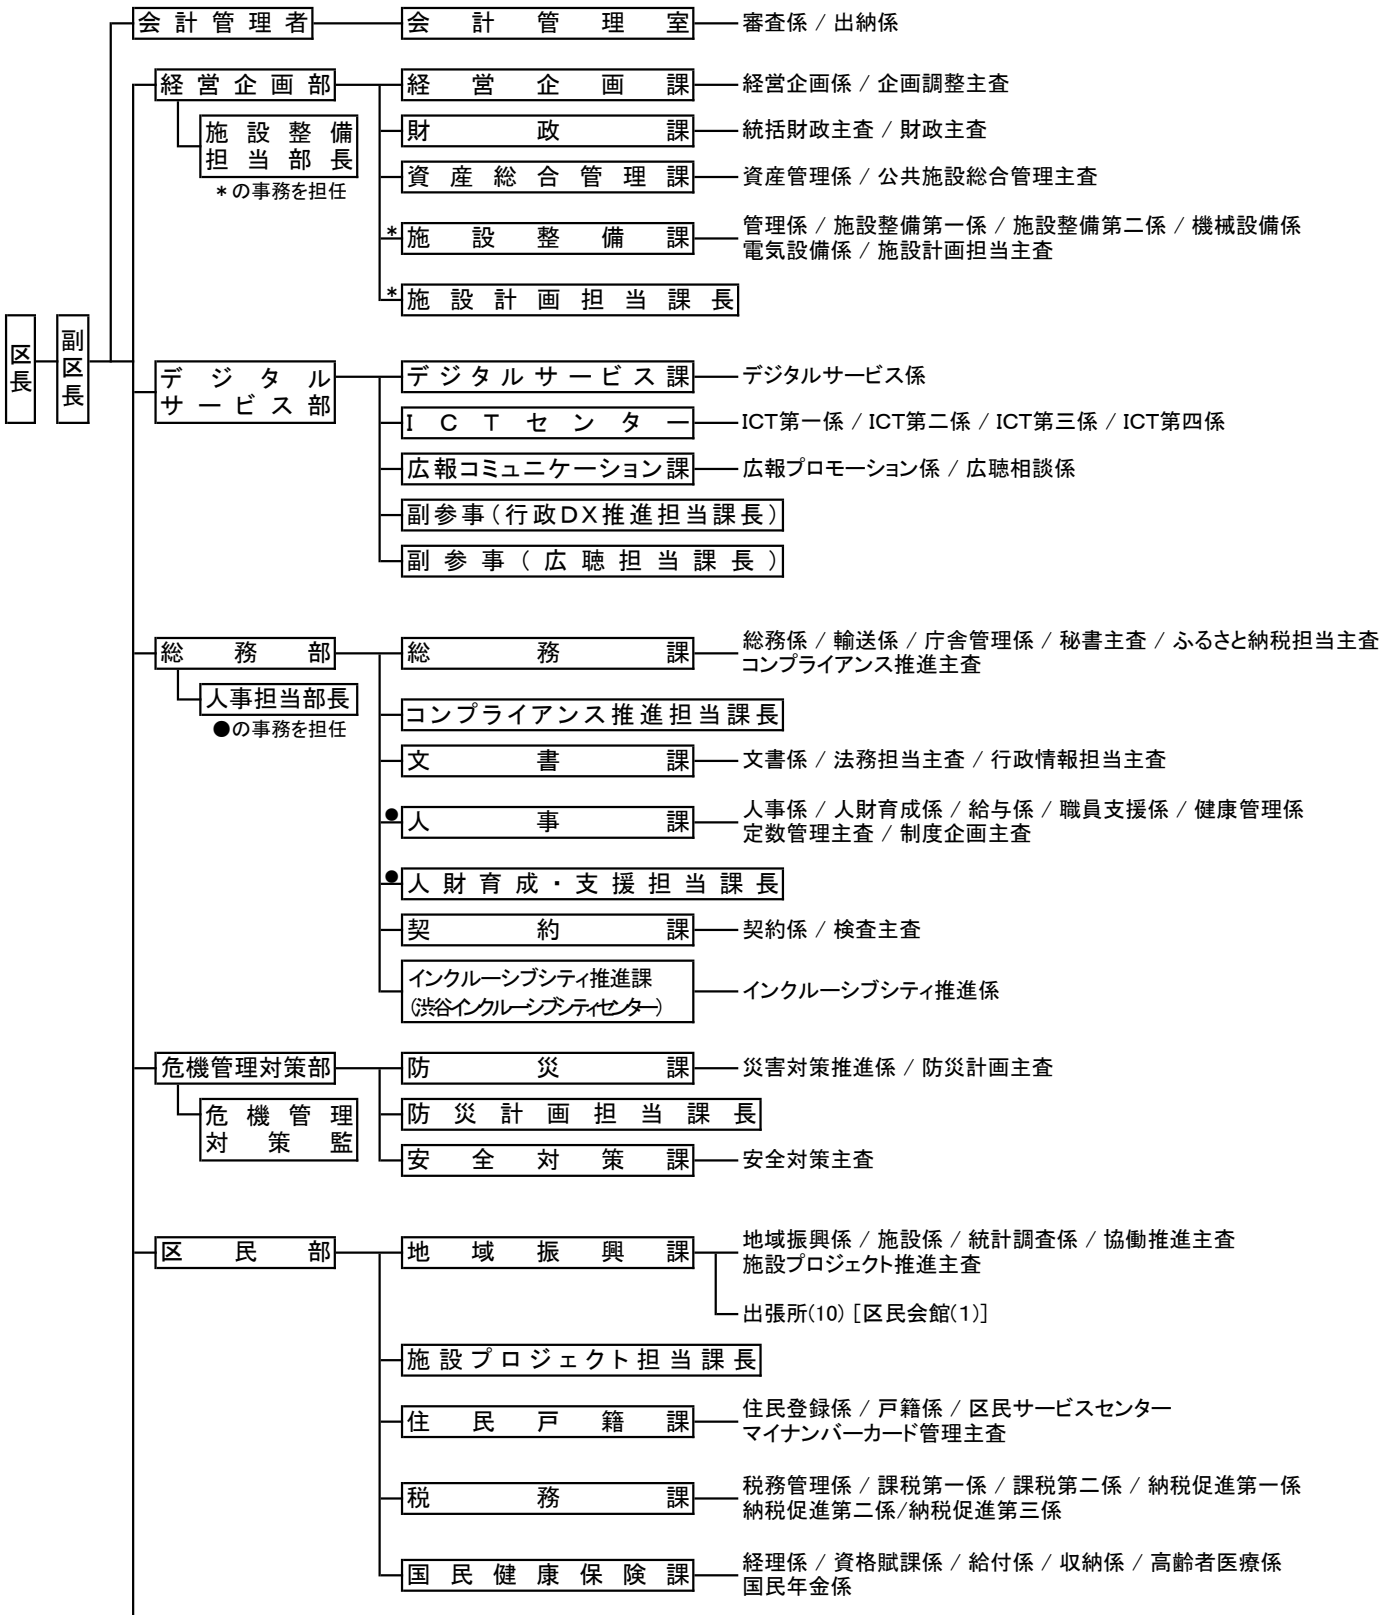 会計管理者
会計管理室
審査係 / 出納係
経営企画部
経営企画課
経営企画係 / 企画調整主査
施設整備
担当部長
*の事務を担任
財政課
統括財政主査 / 財政主査
資産総合管理課
資産管理係 / 公共施設総合管理主査
*施設整備課
管理係 / 施設整備第一係 / 施設整備第二係 / 機械設備係
電気設備係 / 施設計画担当主査
*施設計画担当課長
区長
副区長
デジタル
サービス部
デジタルサービス課
デジタルサービス係
ICTセンター
ICT第一係 / ICT第二係 / ICT第三係 / ICT第四係
広報コミュニケーション課
広報プロモーション係 / 広聴相談係
副参事(行政DX推進担当課長)
副参事(広聴担当課長)
総務部
人事担当部長
●の事務を担任
総務課
総務係 / 輸送係 / 庁舎管理係 / 秘書主査 / ふるさと納税担当主査
コンプライアンス推進主査
コンプライアンス推進担当課長
文書課
文書係 / 法務担当主査 / 行政情報担当主査
●人事課
人事係 / 人財育成係 / 給与係 / 職員支援係 / 健康管理係
定数管理主査 / 制度企画主査
●人財育成・支援担当課長
契約課
契約係 / 検査主査
インクルーシブシティ推進課
(渋谷インクルーシブシティセンター)
インクルーシブシティ推進係
危機管理対策部
危機管理
対策監
防災課
災害対策推進係 / 防災計画主査
防災計画担当課長
安全対策課
安全対策主査
区民部
地域振興課
地域振興係 / 施設係 / 統計調査係 / 協働推進主査
施設プロジェクト推進主査
出張所(10) [区民会館(1)]
施設プロジェクト担当課長
住民戸籍課
住民登録係 / 戸籍係 / 区民サービスセンター
マイナンバーカード管理主査
税務課
税務管理係 / 課税第一係 / 課税第二係 / 納税促進第一係
納税促進第二係/納税促進第三係
国民健康保険課
経理係 / 資格賦課係 / 給付係 / 収納係 / 高齢者医療係
国民年金係